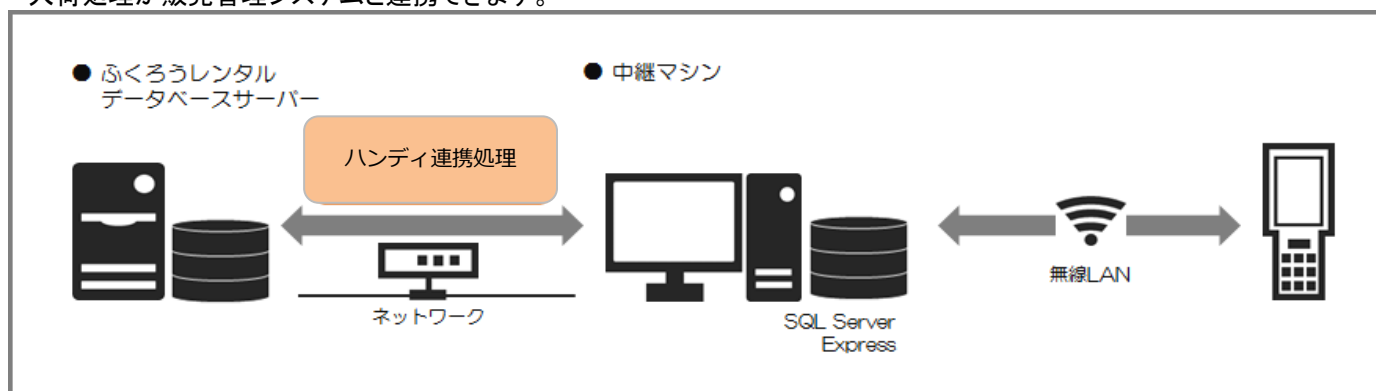 ● ふくろうレンタル
データベースサーバー
● 中継マシン
ハンディ連携処理
ネットワーク
無線LAN
SQL Server
Express